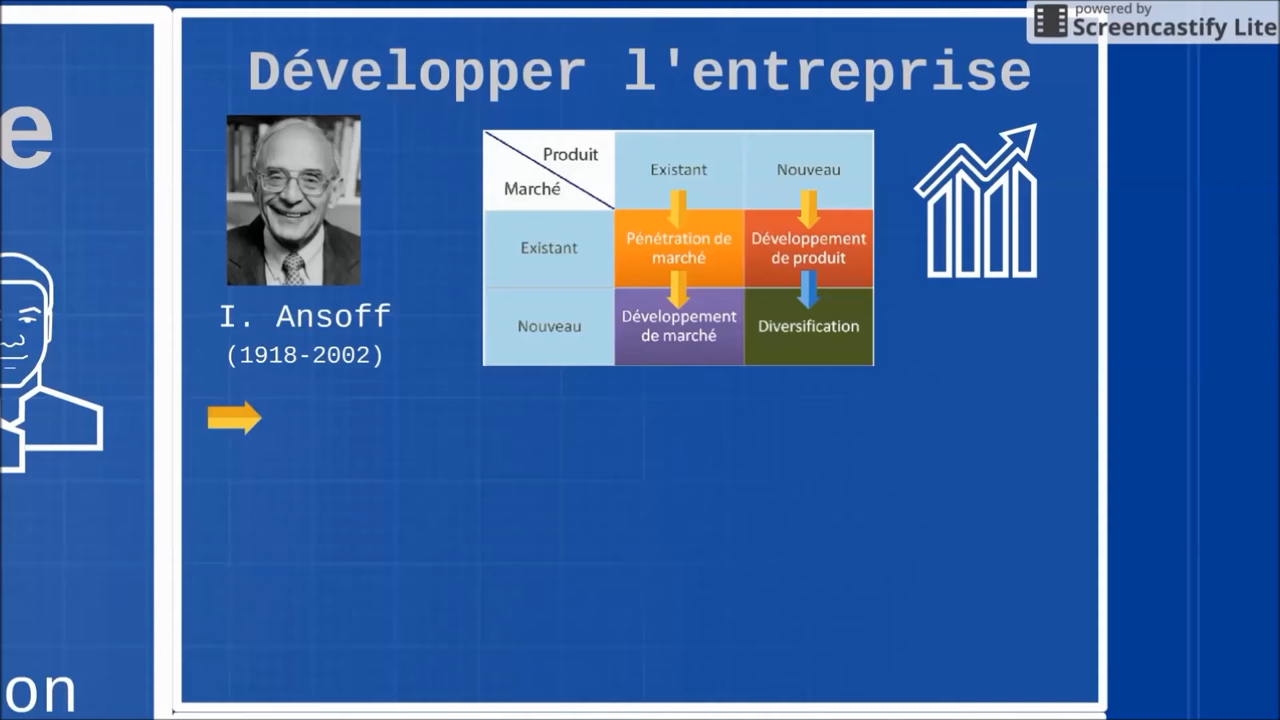 powered by
Screencastify Lite
Développer l'entreprise
e
Produit
Marché
Existant
Nouveau
Existant
Pénétration de
marché
Développement
de produit
Nouveau
Développement
de marché
Diversification
I. Ansoff
(1918-2002)
on